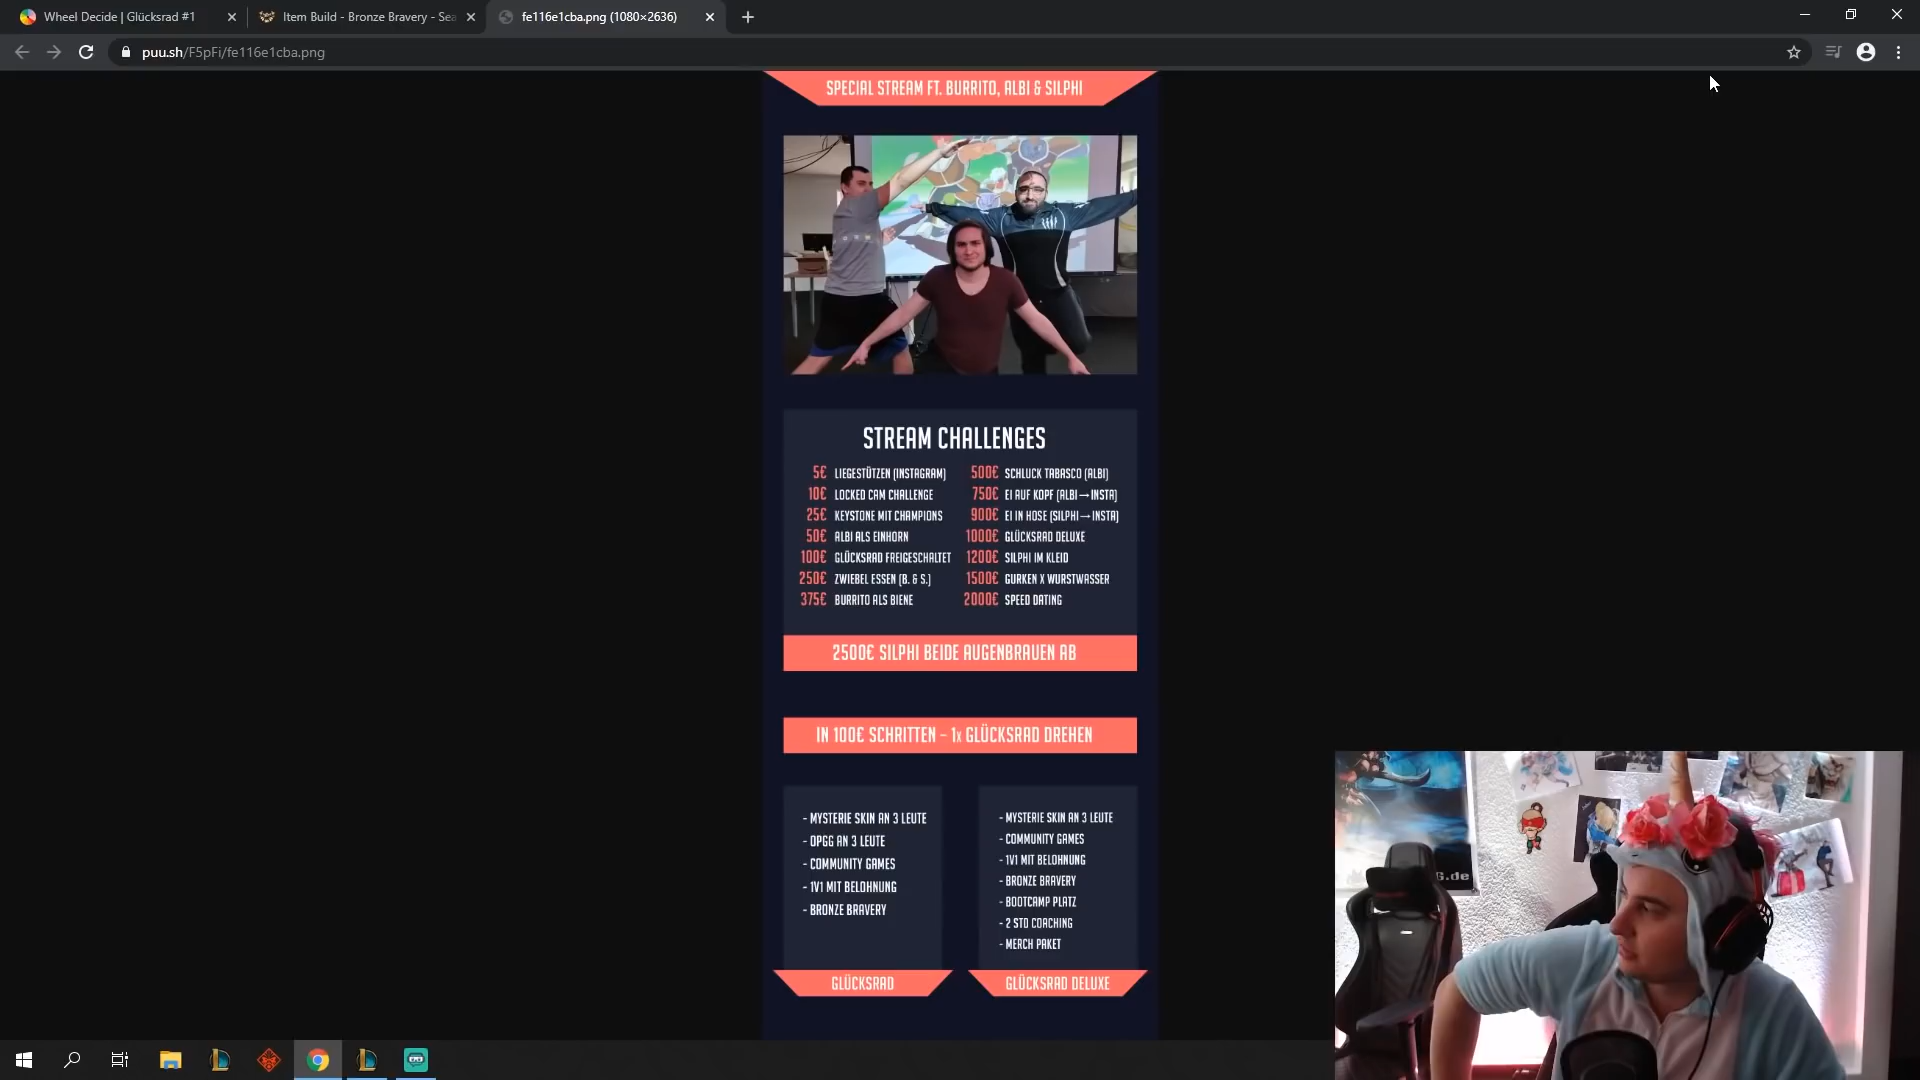 Wheel Decide | Glücksrad #1
Item Build - Bronze Bravery - Sea
fe116e1cba.png (1080×2636)
puu.sh/F5pFi/fe116e1cba.png
SPECIAL STREAM FT. BURRITO, ALBI & SILPHI
STREAM CHALLENGES
5€ LIEGESTÜTZEN (INSTAGRAM)
10€ LOCKED CAM CHALLENGE
25€ KEYSTONE MIT CHAMPIONS
50€ ALBI ALS EINHORN
100€ GLÜCKSRAD FREIGESCHALTET
250€ ZWIEBEL ESSEN (B. & S.)
375€ BURRITO ALS BIENE
500€ SCHLUCK TABASCO (ALBI)
750€ EI AUF KOPF (ALBI→INSTA)
900€ EI IN HOSE (SILPHI→INSTA)
1000€ GLÜCKSRAD DELUXE
1200€ SILPHI IM KLEID
1500€ GURKEN X WURSTWASSER
2000€ SPEED DATING
2500€ SILPHI BEIDE AUGENBRAUEN AB
IN 100€ SCHRITTEN - 1x GLÜCKSRAD DREHEN
- MYSTERIE SKIN AN 3 LEUTE
- OPGG AN 3 LEUTE
- COMMUNITY GAMES
- 1V1 MIT BELOHNUNG
- BRONZE BRAVERY
GLÜCKSRAD
- MYSTERIE SKIN AN 3 LEUTE
- COMMUNITY GAMES
- 1V1 MIT BELOHNUNG
- BRONZE BRAVERY
- BOOTCAMP PLATZ
- 2 STD COACHING
- MERCH PAKET
GLÜCKSRAD DELUXE
G.de